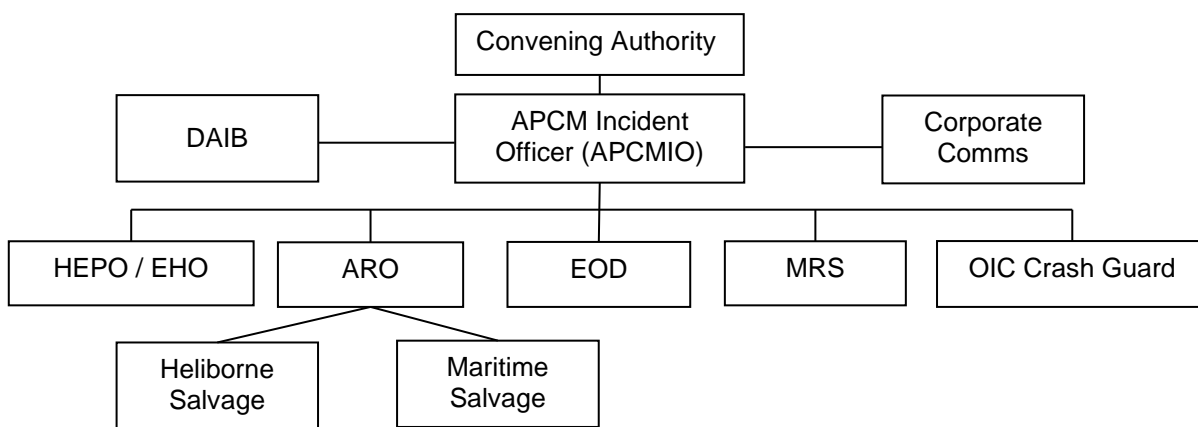 Convening Authority
DAIB
APCM Incident
Officer (APCMIO)
Corporate
Comms
HEPO / EHO
ARO
EOD
MRS
OIC Crash Guard
Heliborne
Salvage
Maritime
Salvage